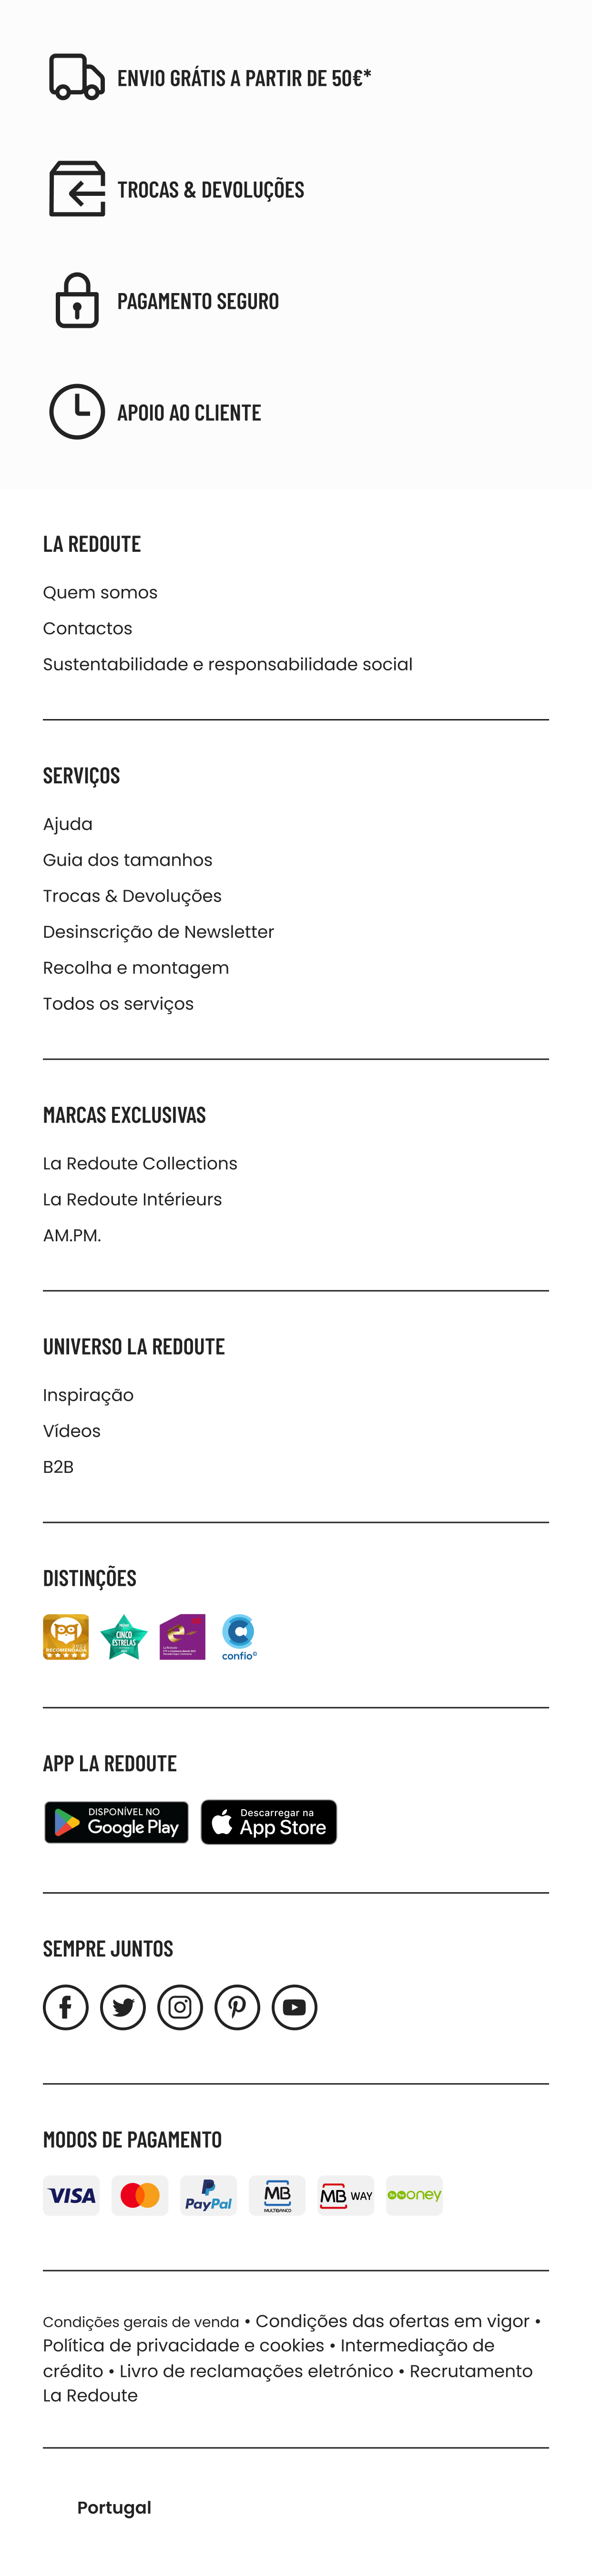 ENVIO GRÁTIS A PARTIR DE 50€*
TROCAS & DEVOLUÇÕES
PAGAMENTO SEGURO
APOIO AO CLIENTE
LA REDOUTE
Quem somos
Contactos
Sustentabilidade e responsabilidade social
SERVIÇOS
Ajuda
Guia dos tamanhos
Trocas & Devoluções
Desinscrição de Newsletter
Recolha e montagem
Todos os serviços
MARCAS EXCLUSIVAS
La Redoute Collections
La Redoute Intérieurs
AM.PM.
UNIVERSO LA REDOUTE
Inspiração
Vídeos
B2B
DISTINÇÕES
RECOMENDADA
CINCO
ESTRELAS
confio
APP LA REDOUTE
DISPONÍVEL NO
Google Play
Descarregar na
App Store
SEMPRE JUNTOS
MODOS DE PAGAMENTO
VISA
PayPal
MB
MULTIBANCO
MB WAY
oney
Condições gerais de venda • Condições das ofertas em vigor •
Política de privacidade e cookies • Intermediação de
crédito • Livro de reclamações eletrónico • Recrutamento
La Redoute
Portugal